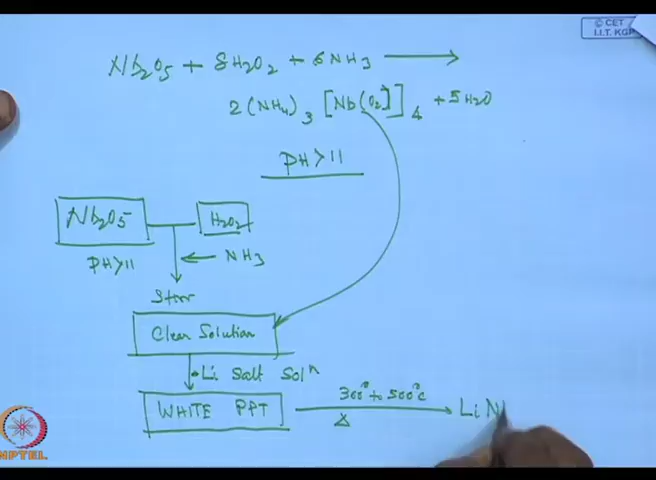 © CET
I.I.T. KGP
Nb2O5 + 8H2O2 + 6NH3 ⟶
2(NH4)3 [Nb(O2)]4 + 5H2O
PH>11
Nb2O5 H2O2
PH>11 ← NH3
Stirr
Clear Solution
Li Salt Solⁿ
300° to 500°c
WHITE PPT ⟶ LiN
Δ
NPTEL